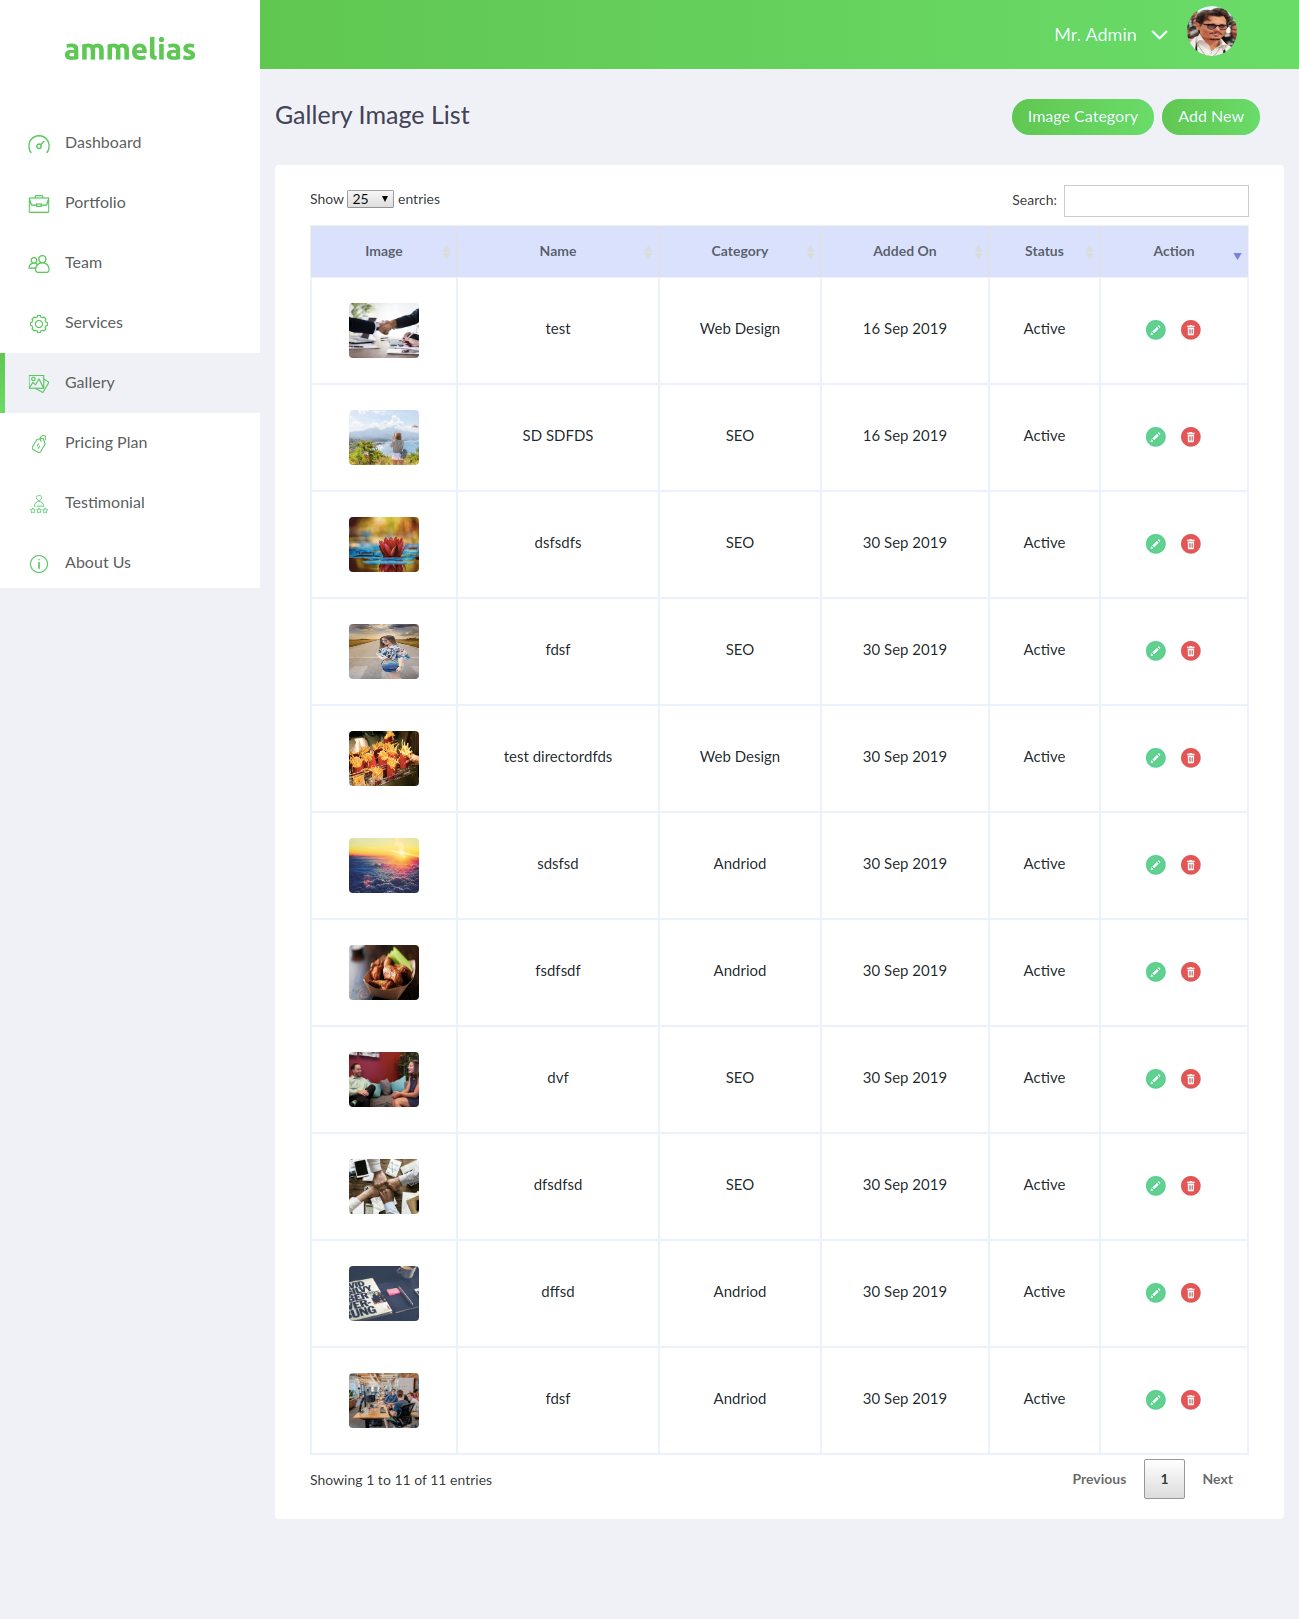 ammelias
Mr. Admin
Dashboard
Portfolio
Team
Services
Gallery
Pricing Plan
Testimonial
About Us
Gallery Image List
Image Category
Add New
Show 25 entries
Search:
Image Name Category Added On Status Action
test Web Design 16 Sep 2019 Active
SD SDFDS SEO 16 Sep 2019 Active
dsfsdfs SEO 30 Sep 2019 Active
fdsf SEO 30 Sep 2019 Active
test directordfds Web Design 30 Sep 2019 Active
sdsfsd Andriod 30 Sep 2019 Active
fsdfsdf Andriod 30 Sep 2019 Active
dvf SEO 30 Sep 2019 Active
dfsdfsd SEO 30 Sep 2019 Active
dffsd Andriod 30 Sep 2019 Active
fdsf Andriod 30 Sep 2019 Active
Showing 1 to 11 of 11 entries
Previous 1 Next